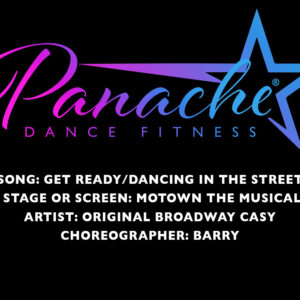 Panache®
DANCE FITNESS
SONG: GET READY/DANCING IN THE STREET
STAGE OR SCREEN: MOTOWN THE MUSICAL
ARTIST: ORIGINAL BROADWAY CASY
CHOREOGRAPHER: BARRY